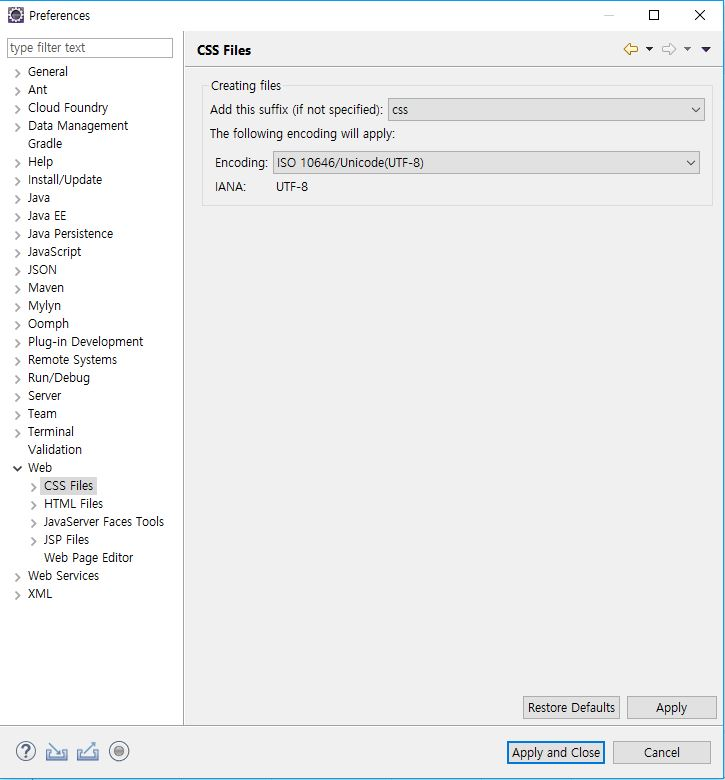 Preferences
type filter text
General
Ant
Cloud Foundry
Data Management
Gradle
Help
Install/Update
Java
Java EE
Java Persistence
JavaScript
JSON
Maven
Mylyn
Oomph
Plug-in Development
Remote Systems
Run/Debug
Server
Team
Terminal
Validation
Web
CSS Files
HTML Files
JavaServer Faces Tools
JSP Files
Web Page Editor
Web Services
XML
CSS Files
Creating files
Add this suffix (if not specified): css
The following encoding will apply:
Encoding: ISO 10646/Unicode(UTF-8)
IANA: UTF-8
Restore Defaults Apply
Apply and Close Cancel